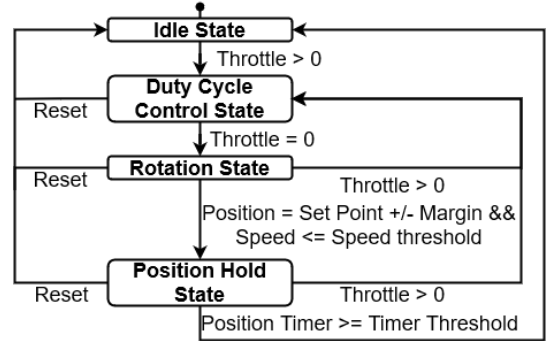 Idle State
Throttle > 0
Duty Cycle
Control State
Reset
Throttle = 0
Rotation State
Reset
Throttle > 0
Position = Set Point +/- Margin &&
Speed <= Speed threshold
Position Hold
State
Reset
Throttle > 0
Position Timer >= Timer Threshold